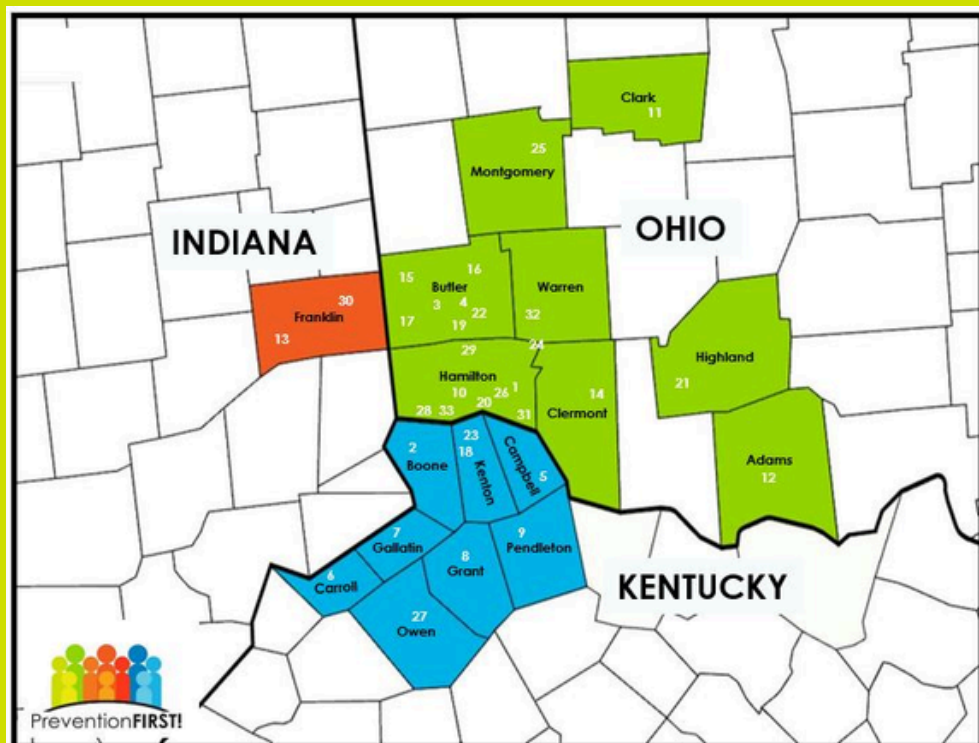 Clark
11
25
Montgomery
INDIANA
OHIO
15
16
Butler
3
4
22
17
19
Warren
32
30
Franklin
13
24
29
Hamilton
10
26
1
20
28
33
31
14
Clermont
Highland
21
Adams
12
2
Boone
23
18
Kenton
Campbell
5
7
Gallatin
6
Carroll
8
Grant
9
Pendleton
27
Owen
KENTUCKY
PreventionFIRST!